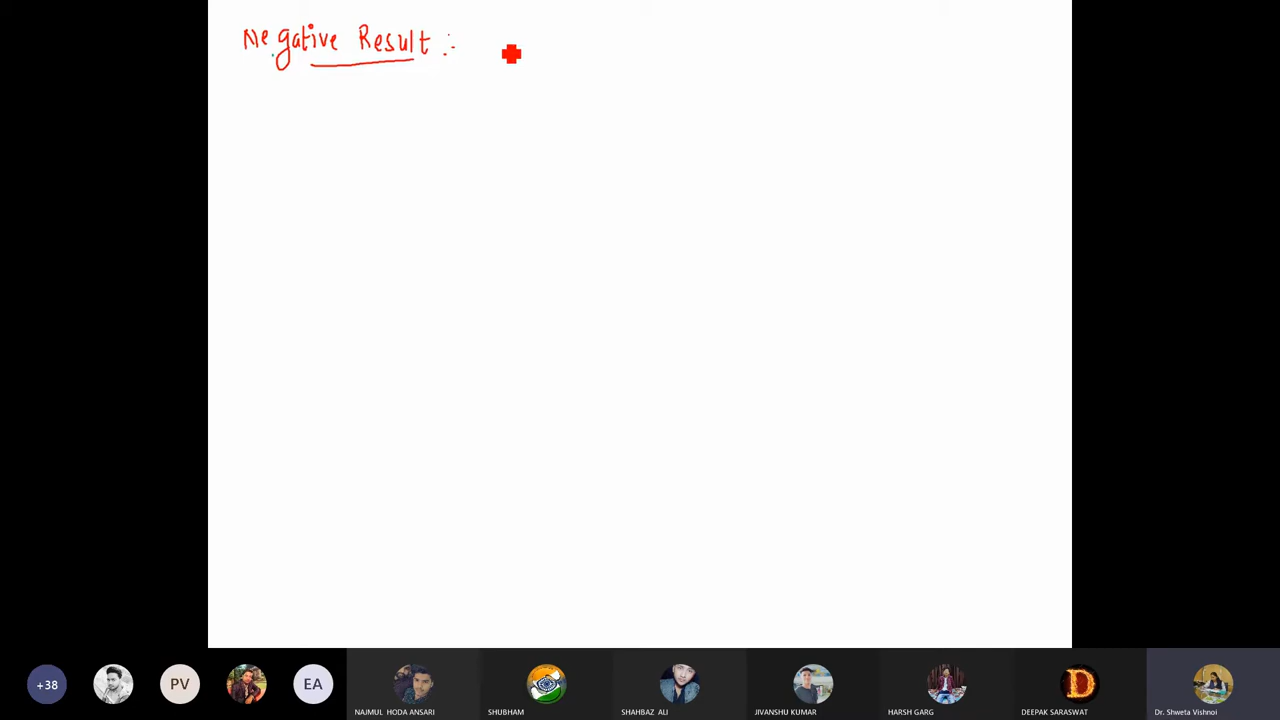 Negative Result :-
+38
PV
EA
NAJMUL HODA ANSARI
SHUBHAM
SHAHBAZ ALI
JIVANSHU KUMAR
HARSH GARG
DEEPAK SARASWAT
D
Dr. Shweta Vishnoi